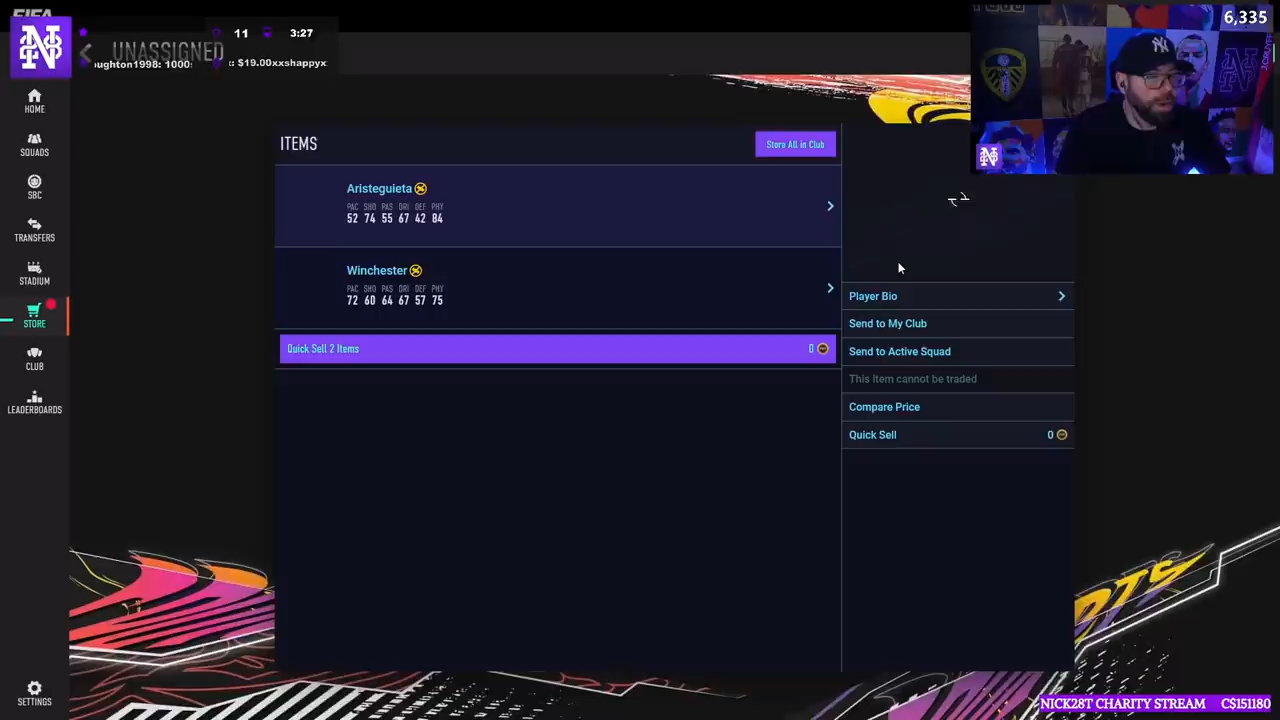 FIFA
6,335
11
3:27
UNASSIGNED
aughton1998: 1000
: $19.00xxshappyx
HOME
SQUADS
SBC
TRANSFERS
STADIUM
STORE
CLUB
LEADERBOARDS
SETTINGS
ITEMS
Store All in Club
Aristeguieta
PAC SHO PAS DRI DEF PHY
52 74 55 67 42 84
Winchester
PAC SHO PAS DRI DEF PHY
72 60 64 67 57 75
Quick Sell 2 Items 0
Player Bio
Send to My Club
Send to Active Squad
This item cannot be traded
Compare Price
Quick Sell 0
NICK28T CHARITY STREAM C$151180